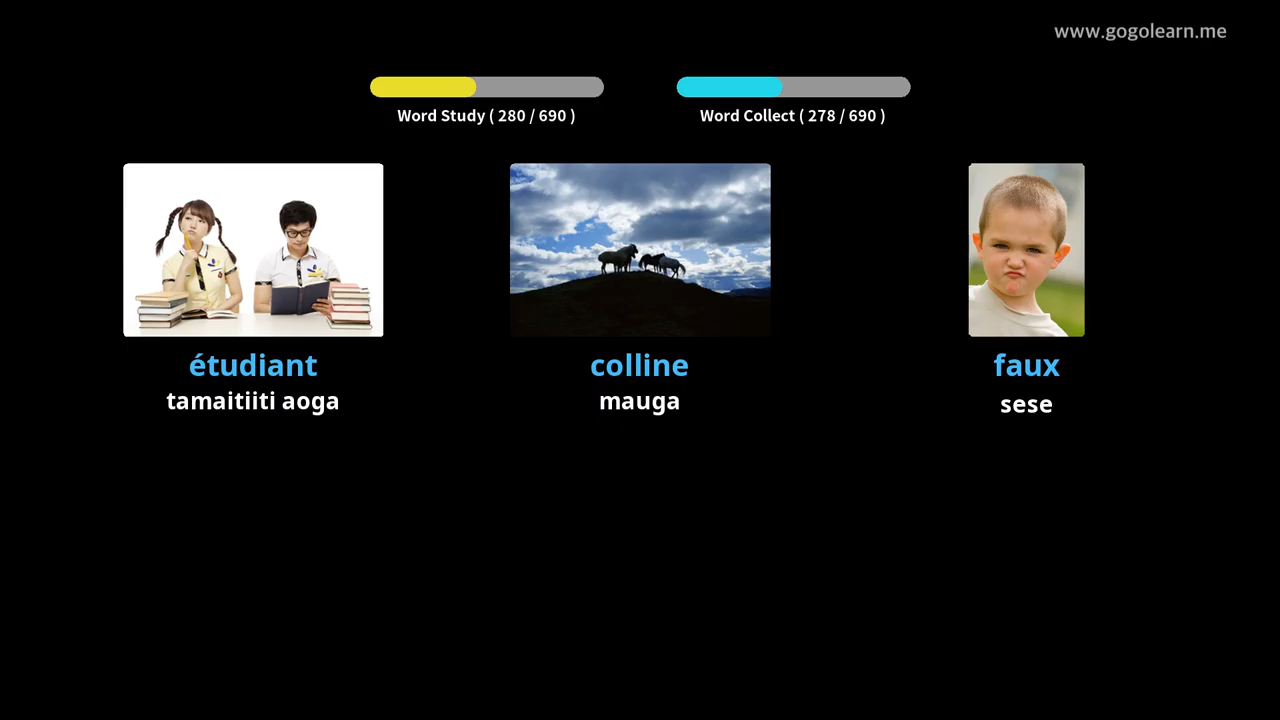 www.gogolearn.me
Word Study ( 280 / 690 )
Word Collect ( 278 / 690 )
étudiant
tamaitiiti aoga
colline
mauga
faux
sese